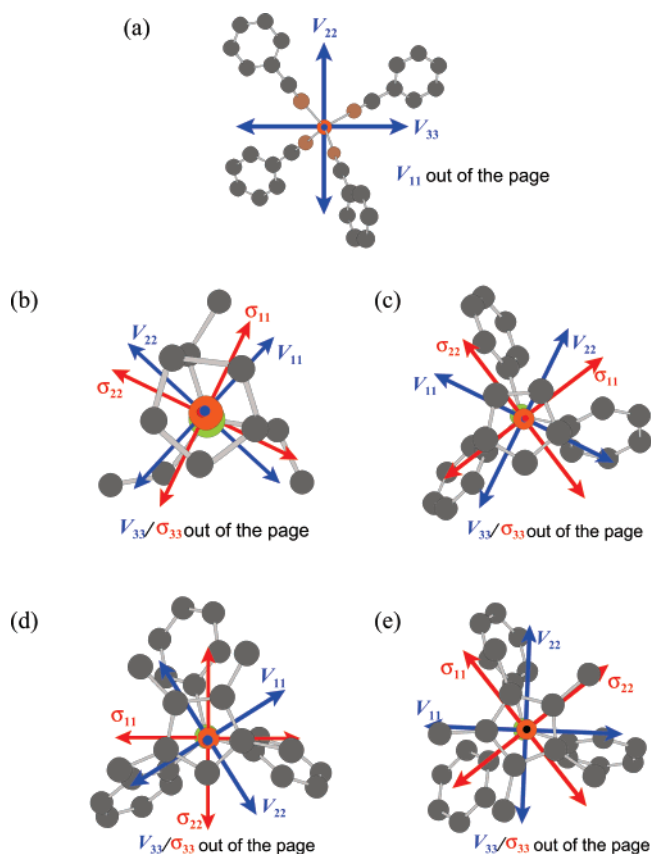 (a)
V22
V33
V11 out of the page
(b)
V22
σ11
V11
σ22
V33/σ33 out of the page
(c)
σ22
V22
V11
σ11
V33/σ33 out of the page
(d)
V11
σ11
σ22
V22
V33/σ33 out of the page
(e)
V22
σ11
σ22
V11
V33/σ33 out of the page